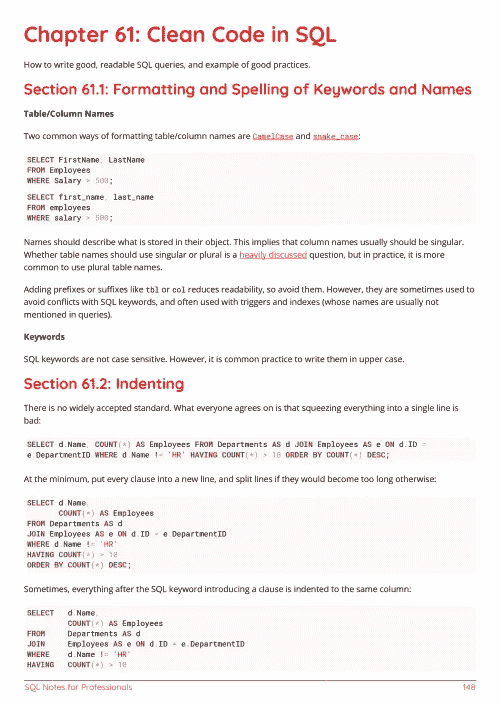 Chapter 61: Clean Code in SQL
How to write good, readable SQL queries, and example of good practices.
Section 61.1: Formatting and Spelling of Keywords and Names
Table/Column Names
Two common ways of formatting table/column names are CamelCase and snake_case:
SELECT FirstName, LastName
FROM Employees
WHERE Salary > 500;
SELECT first_name, last_name
FROM employees
WHERE salary > 500;
Names should describe what is stored in their object. This implies that column names usually should be singular.
Whether table names should use singular or plural is a heavily discussed question, but in practice, it is more
common to use plural table names.
Adding prefixes or suffixes like tbl or col reduces readability, so avoid them. However, they are sometimes used to
avoid conflicts with SQL keywords, and often used with triggers and indexes (whose names are usually not
mentioned in queries).
Keywords
SQL keywords are not case sensitive. However, it is common practice to write them in upper case.
Section 61.2: Indenting
There is no widely accepted standard. What everyone agrees on is that squeezing everything into a single line is
bad:
SELECT d.Name, COUNT(*) AS Employees FROM Departments AS d JOIN Employees AS e ON d.ID =
e.DepartmentID WHERE d.Name != 'HR' HAVING COUNT(*) > 10 ORDER BY COUNT(*) DESC;
At the minimum, put every clause into a new line, and split lines if they would become too long otherwise:
SELECT d.Name,
COUNT(*) AS Employees
FROM Departments AS d
JOIN Employees AS e ON d.ID = e.DepartmentID
WHERE d.Name != 'HR'
HAVING COUNT(*) > 10
ORDER BY COUNT(*) DESC;
Sometimes, everything after the SQL keyword introducing a clause is indented to the same column:
SELECT d.Name,
COUNT(*) AS Employees
FROM Departments AS d
JOIN Employees AS e ON d.ID = e.DepartmentID
WHERE d.Name != 'HR'
HAVING COUNT(*) > 10
SQL Notes for Professionals 148